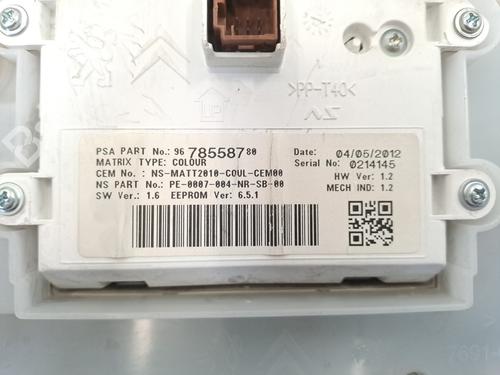 >PP-T40<
NS
UP
PSA PART No.: 96 785587 80
MATRIX TYPE: COLOUR
CEM No.  : NS-MATT2010-COUL-CEM00
NS PART No: PE-0007-004-NR-SB-00
SW Ver.: 1.6  EEPROM Ver: 6.5.1
Date: 04/05/2012
Serial No: 0214145
HW Ver: 1.2
MECH IND: 1.2